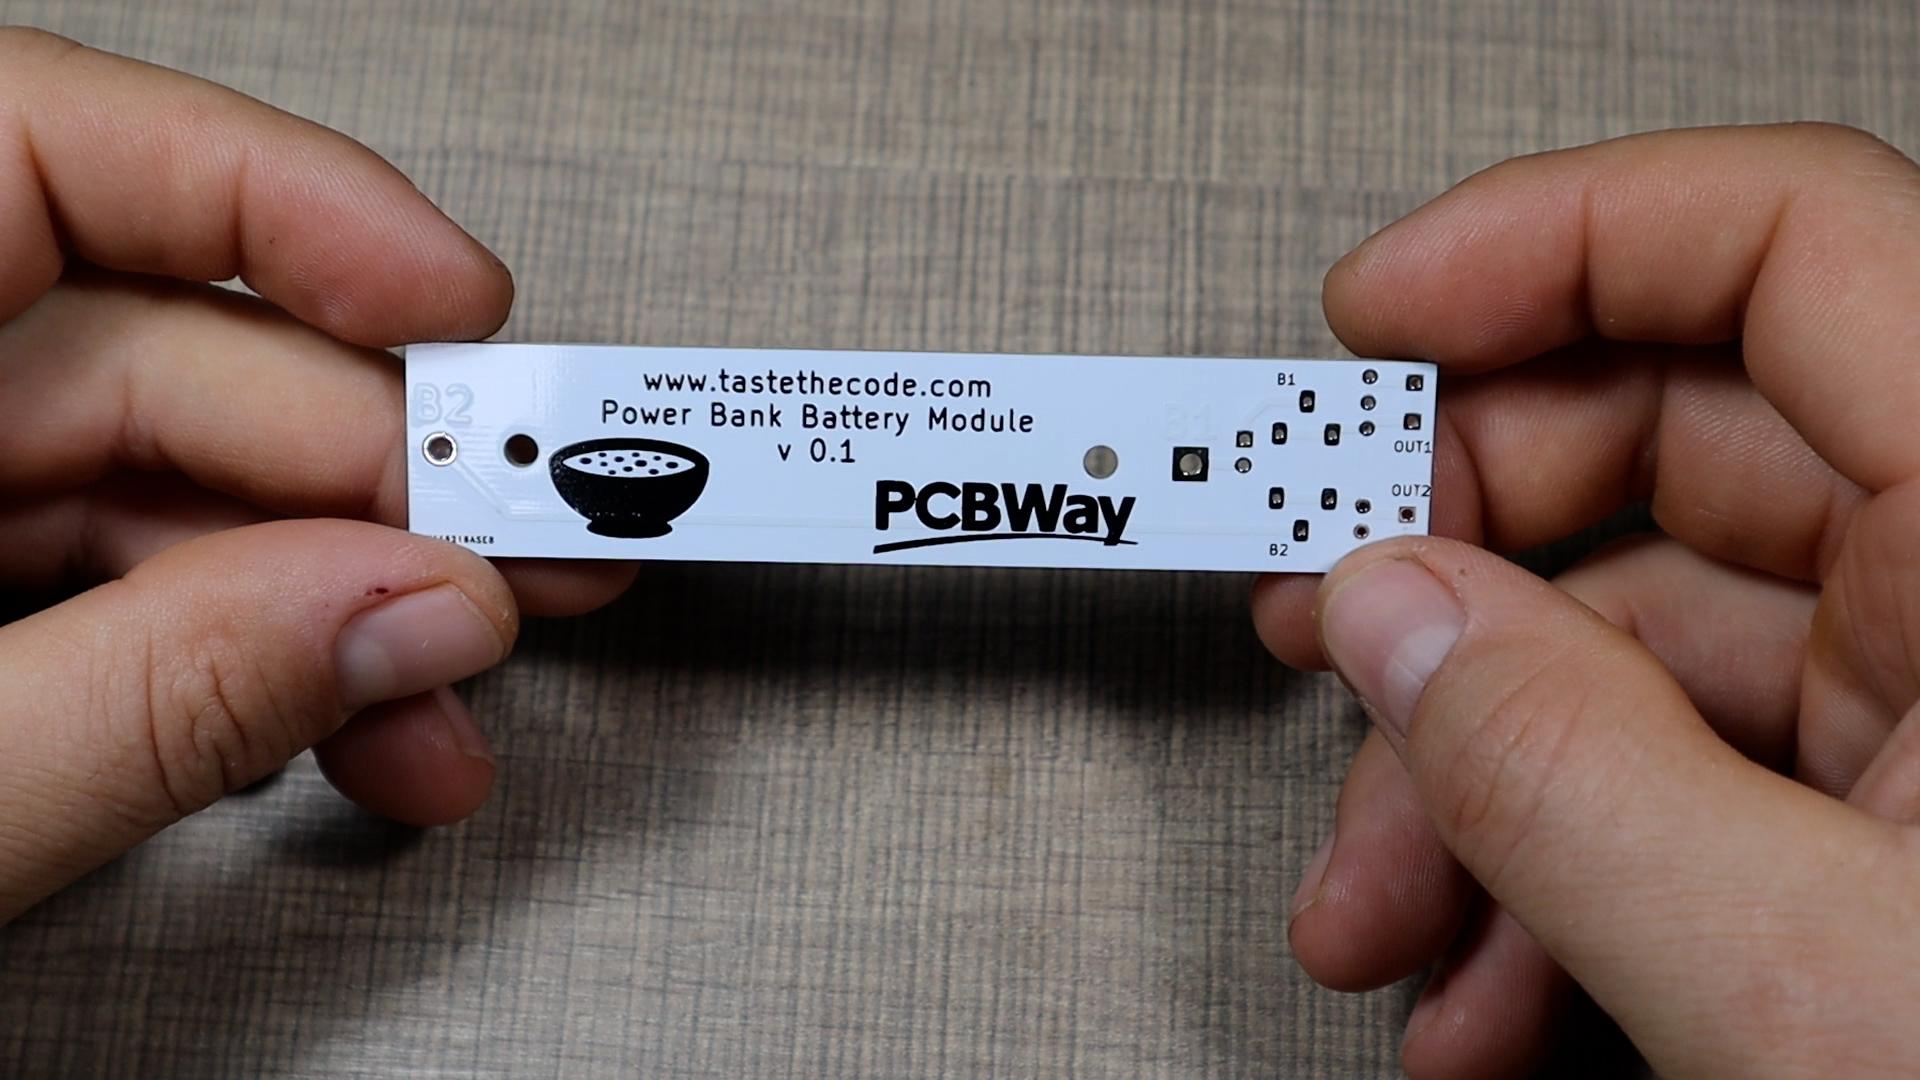 B2
www.tastethecode.com
Power Bank Battery Module
v 0.1
PCBWay
B1
B1
OUT1
OUT2
B2